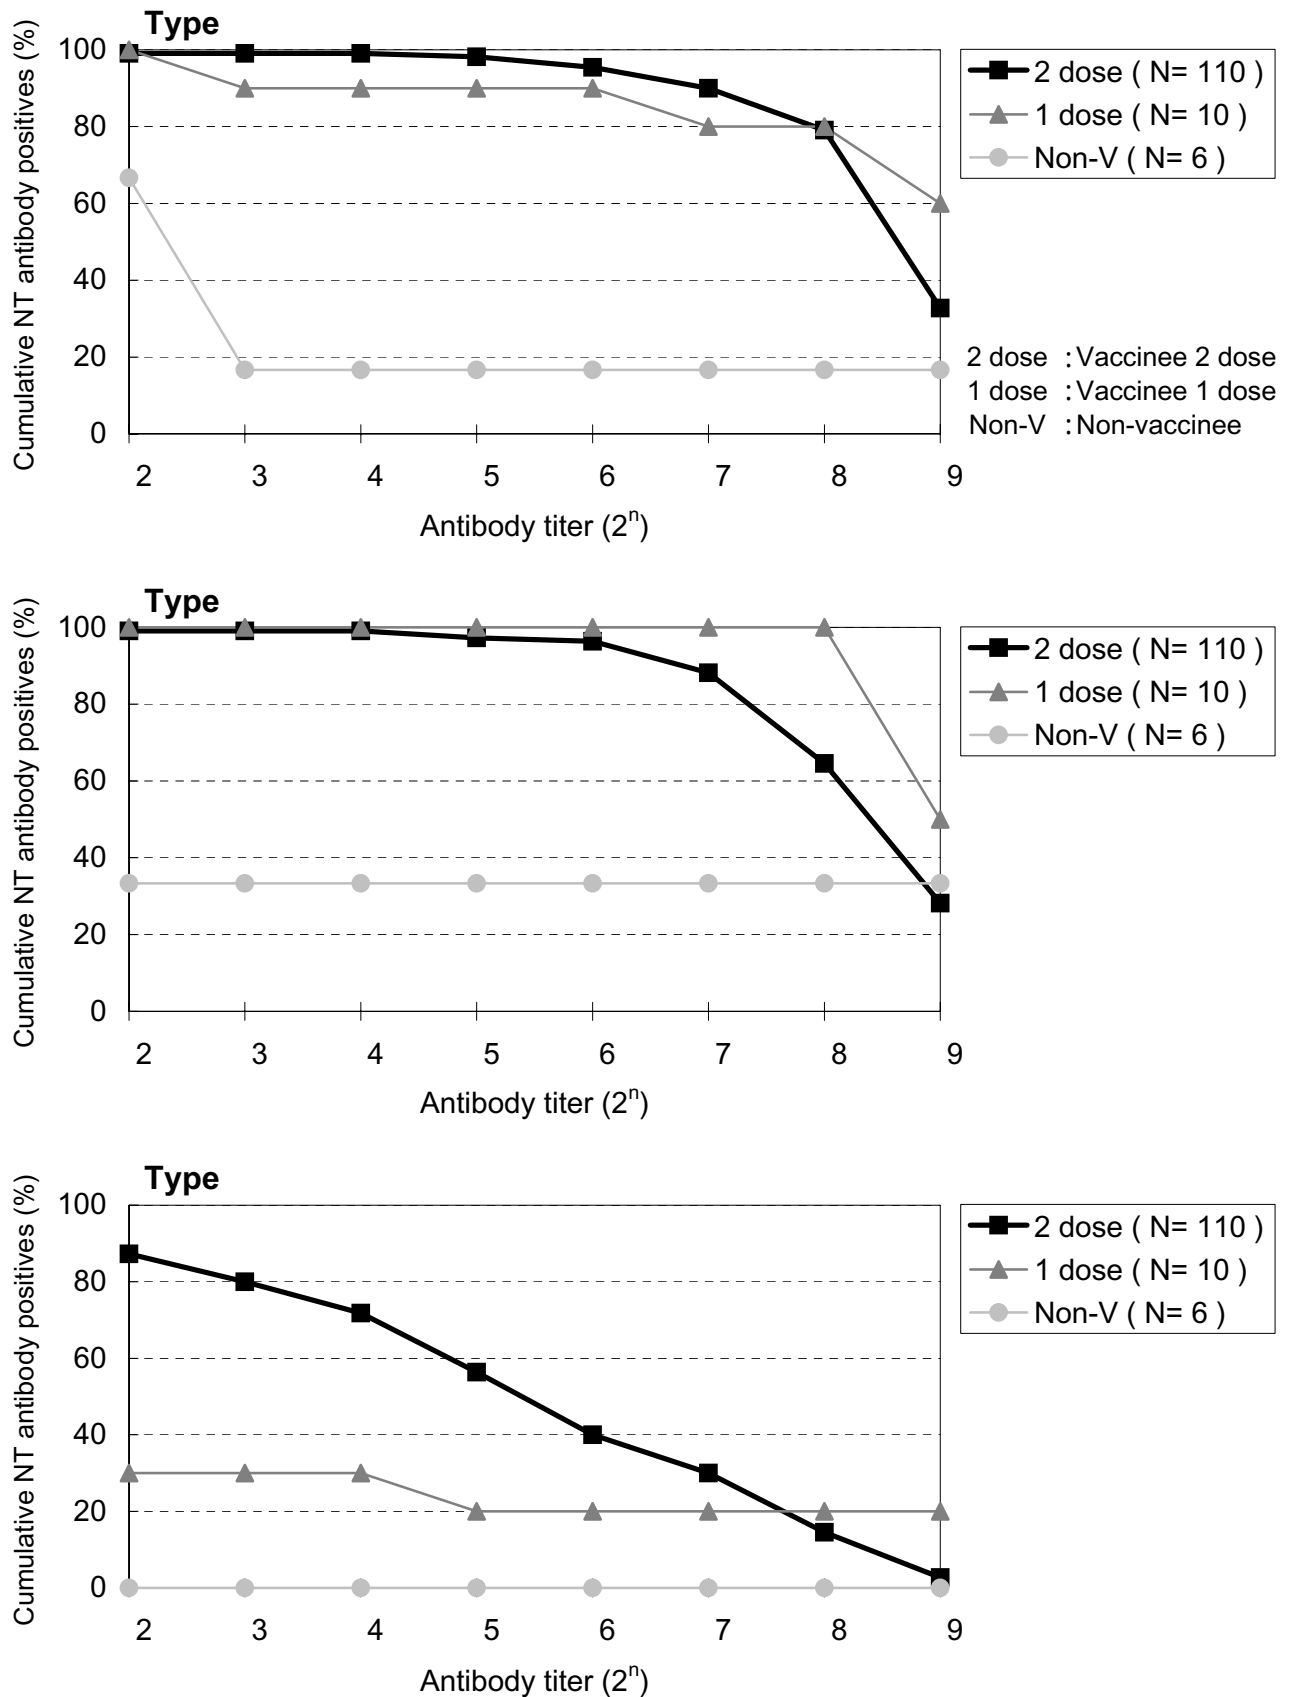 Type
Cumulative NT antibody positives (%)
100
80
60
40
20
0
2 3 4 5 6 7 8 9
Antibody titer (2ⁿ)
2 dose ( N= 110 )
1 dose ( N= 10 )
Non-V ( N= 6 )
2 dose :Vaccinee 2 dose
1 dose :Vaccinee 1 dose
Non-V :Non-vaccinee
Type
Cumulative NT antibody positives (%)
100
80
60
40
20
0
2 3 4 5 6 7 8 9
Antibody titer (2ⁿ)
2 dose ( N= 110 )
1 dose ( N= 10 )
Non-V ( N= 6 )
Type
Cumulative NT antibody positives (%)
100
80
60
40
20
0
2 3 4 5 6 7 8 9
Antibody titer (2ⁿ)
2 dose ( N= 110 )
1 dose ( N= 10 )
Non-V ( N= 6 )